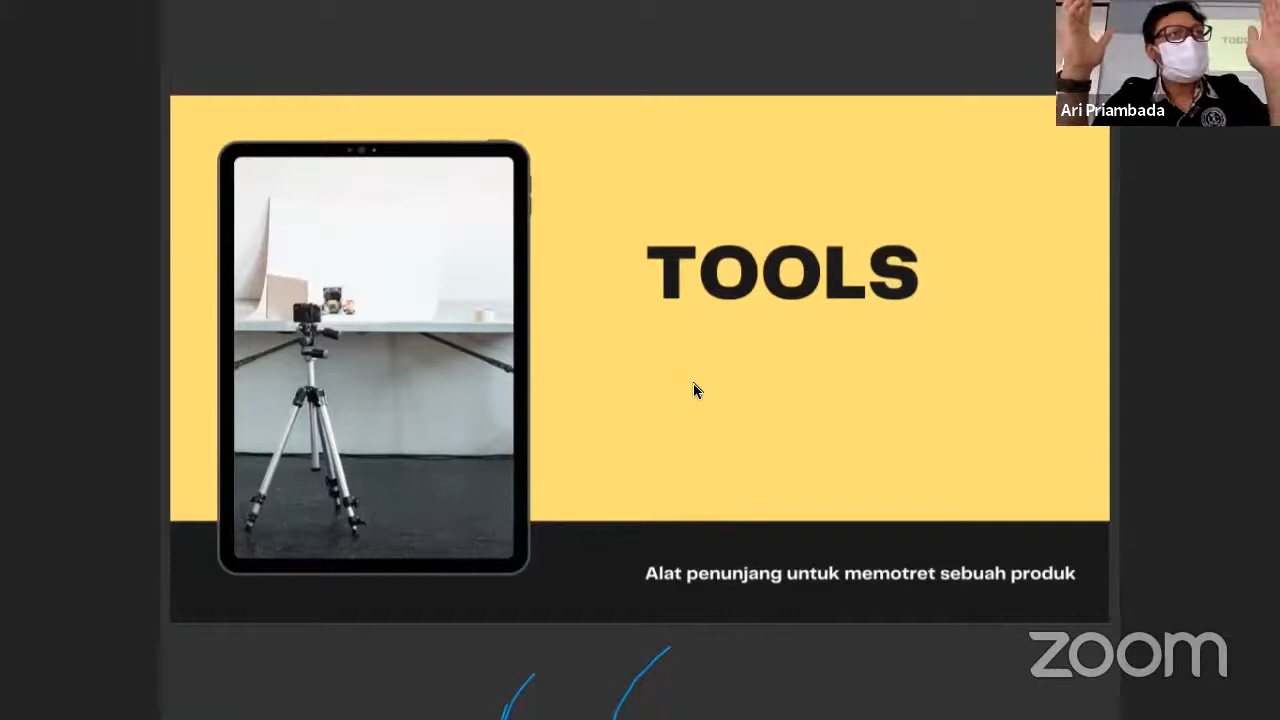 Ari Priambada
TOOLS
Alat penunjang untuk memotret sebuah produk
zoom